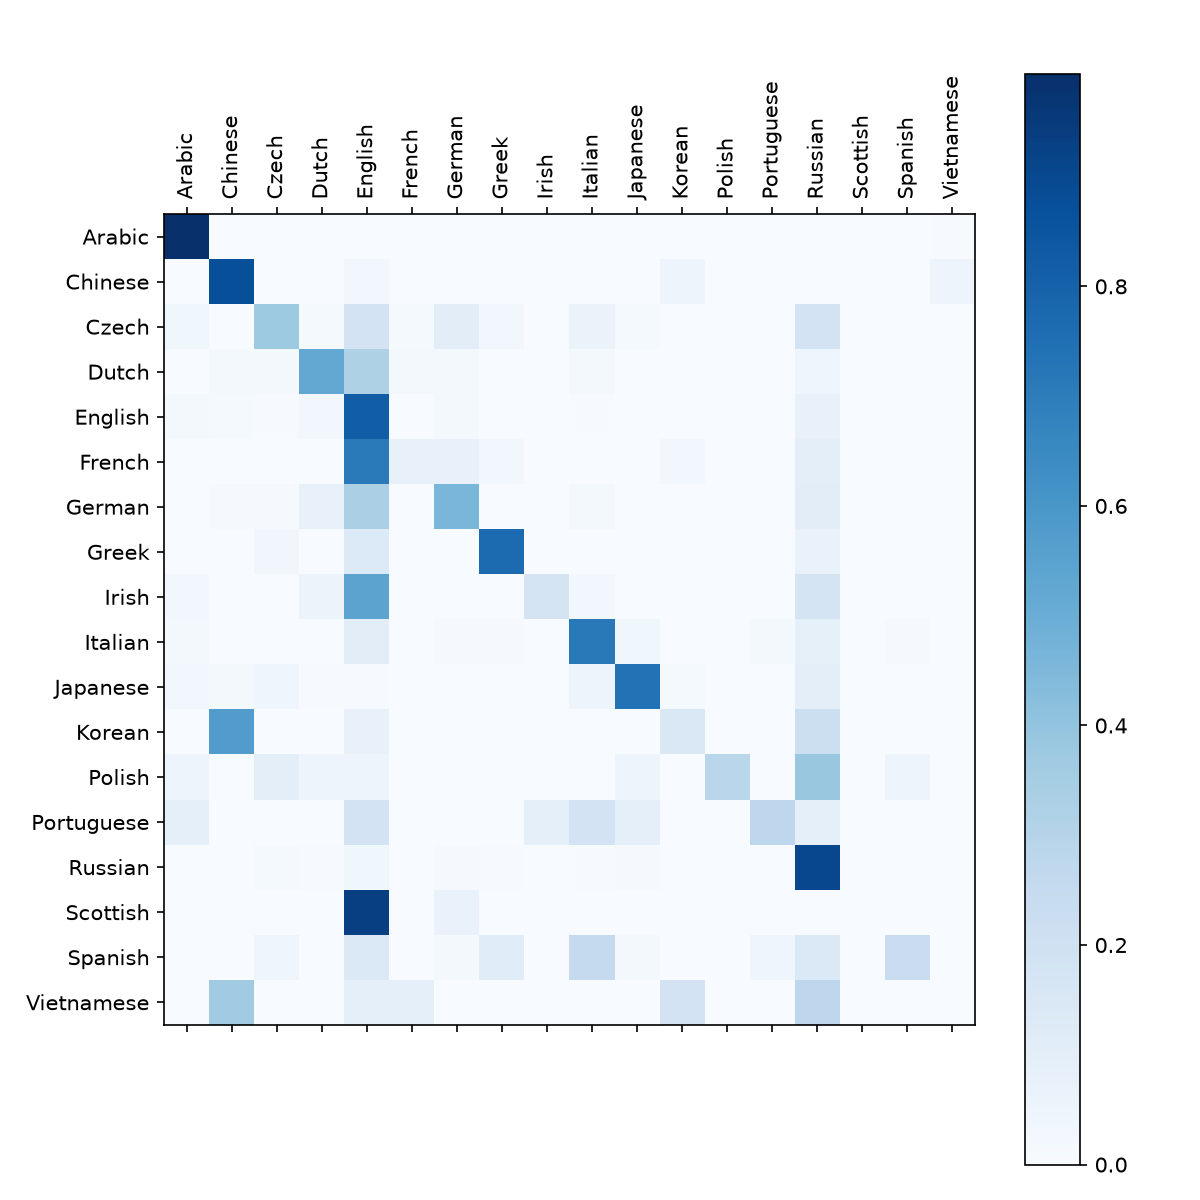 Arabic
Chinese
Czech
Dutch
English
French
German
Greek
Irish
Italian
Japanese
Korean
Polish
Portuguese
Russian
Scottish
Spanish
Vietnamese
Arabic
Chinese
Czech
Dutch
English
French
German
Greek
Irish
Italian
Japanese
Korean
Polish
Portuguese
Russian
Scottish
Spanish
Vietnamese
0.8
0.6
0.4
0.2
0.0